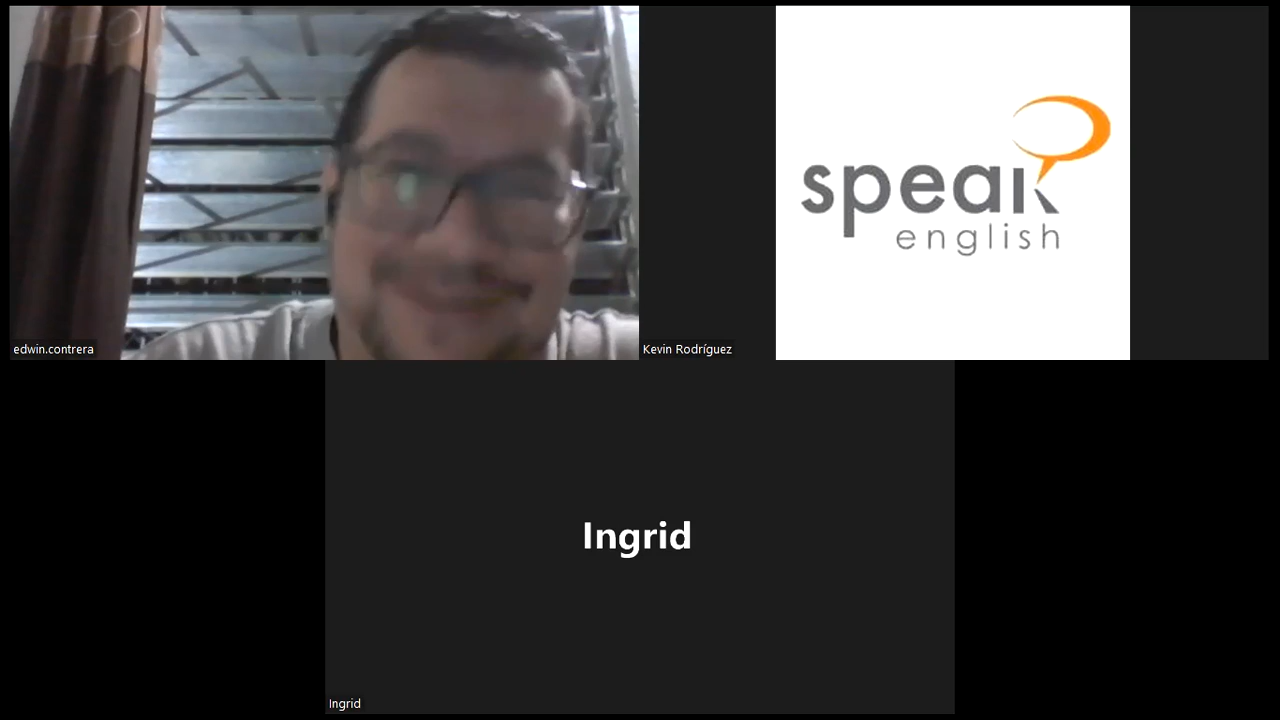 speak
english
edwin.contrera
Kevin Rodríguez
Ingrid
Ingrid